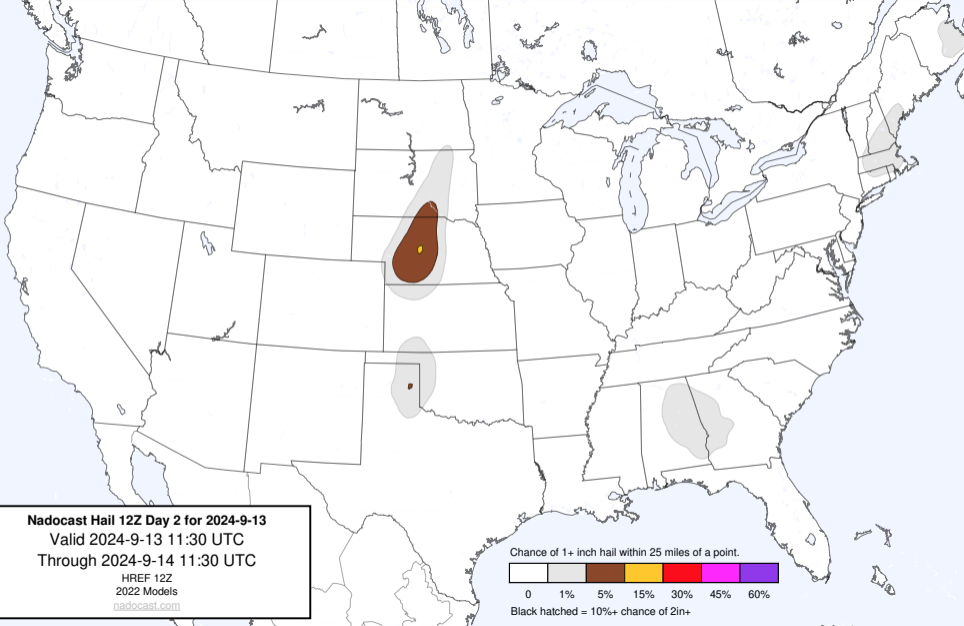 Nadocast Hail 12Z Day 2 for 2024-9-13
Valid 2024-9-13 11:30 UTC
Through 2024-9-14 11:30 UTC
HREF 12Z
2022 Models
nadocast.com
Chance of 1+ inch hail within 25 miles of a point.
0 1% 5% 15% 30% 45% 60%
Black hatched = 10%+ chance of 2in+